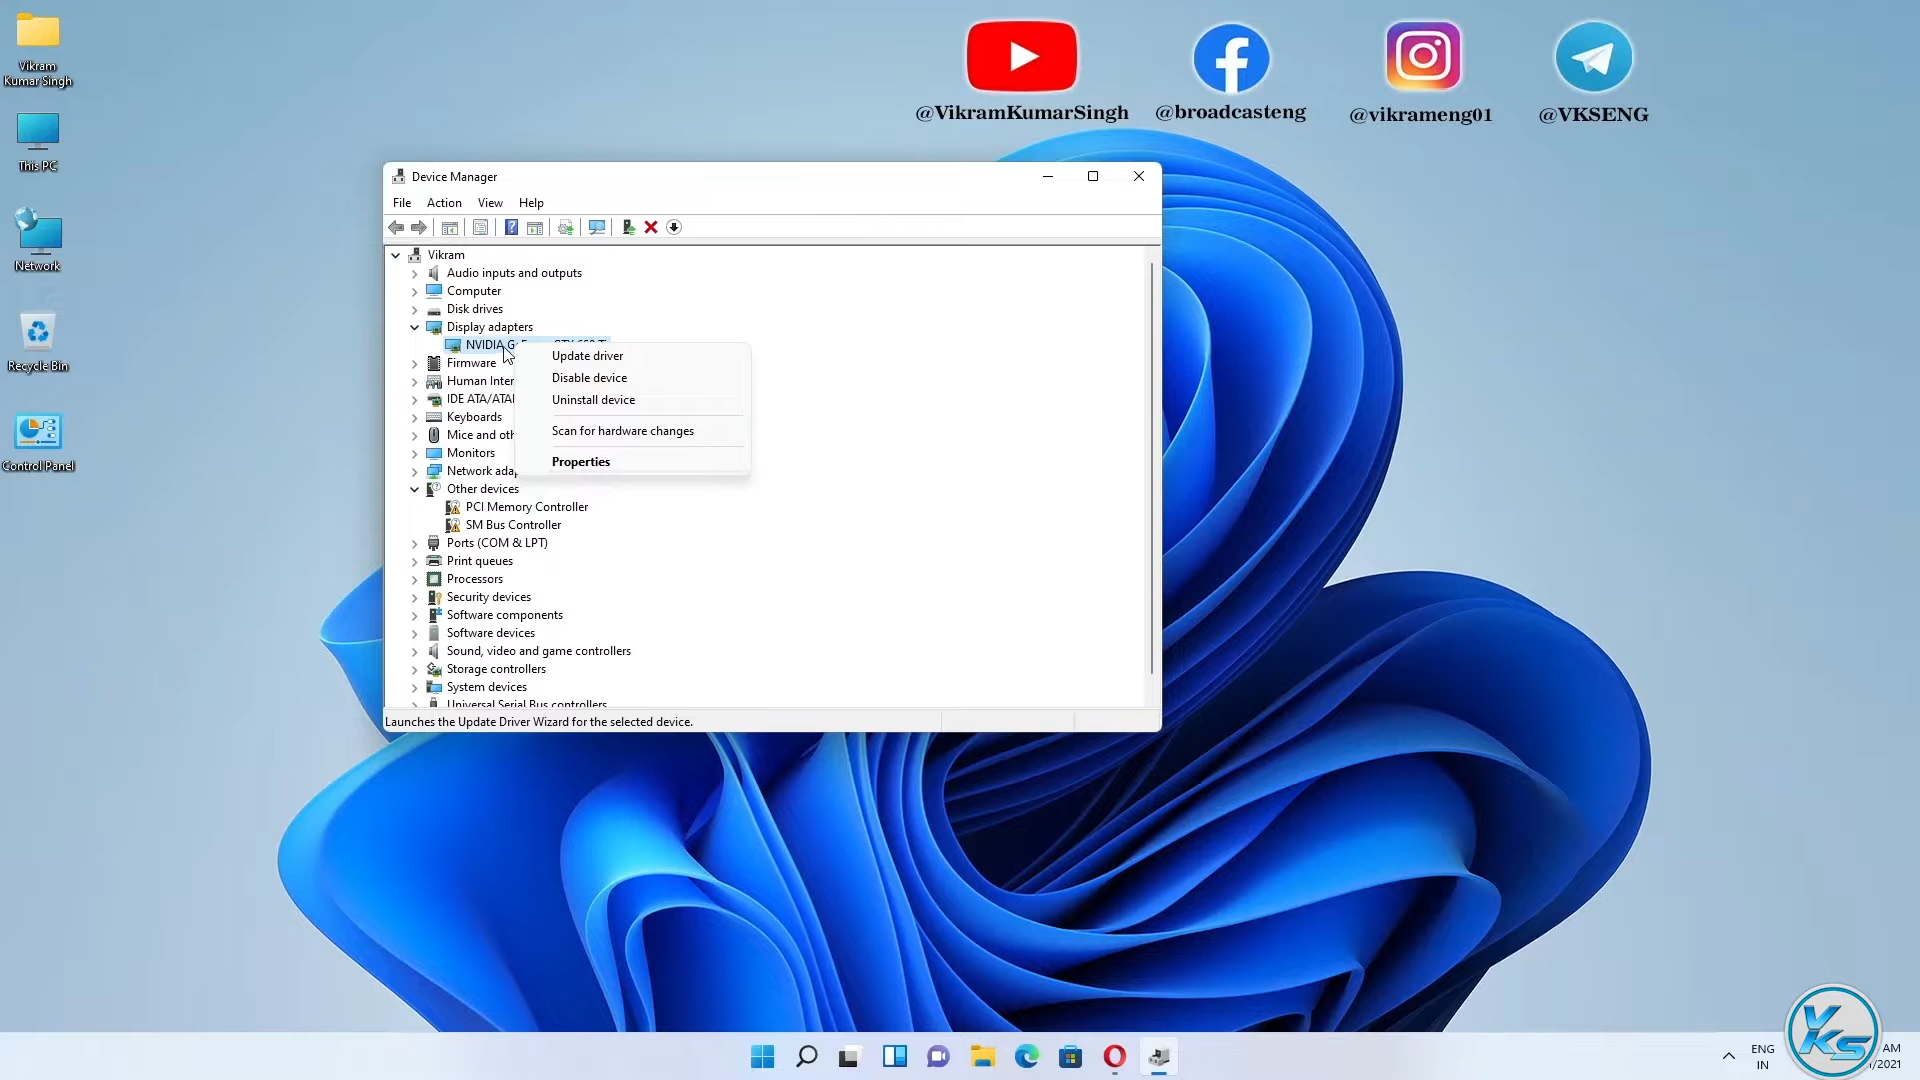 Vikram
Kumar Singh
This PC
Network
Recycle Bin
Control Panel
@VikramKumarSingh
@broadcasteng
@vikrameng01
@VKSENG
Device Manager
File Action View Help
Vikram
Audio inputs and outputs
Computer
Disk drives
Display adapters
NVIDIA
Firmware
Human Inter
IDE ATA/ATAPI
Keyboards
Mice and oth
Monitors
Network adap
Other devices
PCI Memory Controller
SM Bus Controller
Ports (COM & LPT)
Print queues
Processors
Security devices
Software components
Software devices
Sound, video and game controllers
Storage controllers
System devices
Universal Serial Bus controllers
Update driver
Disable device
Uninstall device
Scan for hardware changes
Properties
Launches the Update Driver Wizard for the selected device.
ENG
IN
AM
/2021
VKS